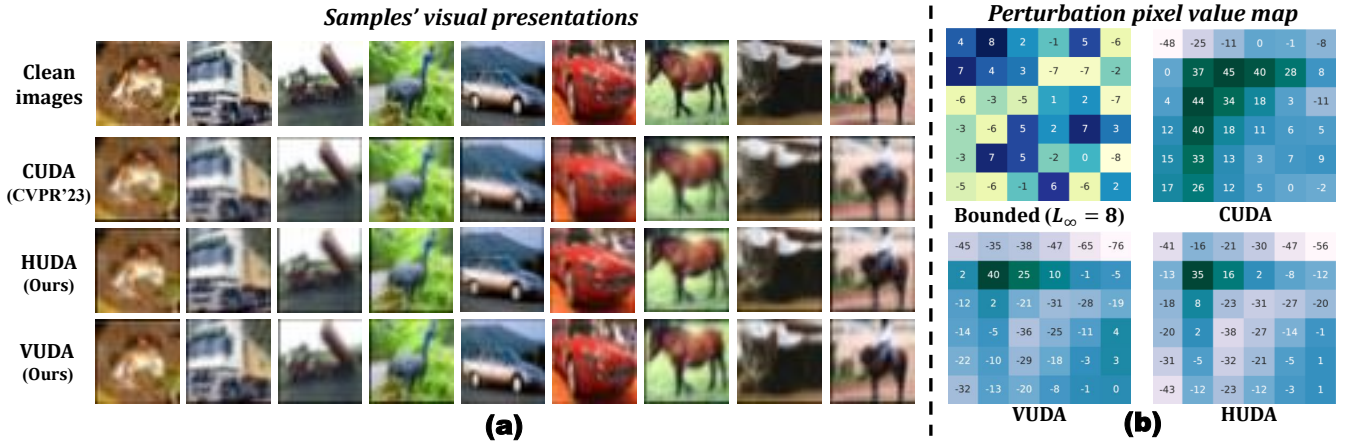 Samples' visual presentations
Clean
images
CUDA
(CVPR'23)
HUDA
(Ours)
VUDA
(Ours)
(a)
Perturbation pixel value map
4 8 2 -1 5 -6
7 4 3 -7 -7 -2
-6 -3 -5 1 2 -7
-3 -6 5 2 7 3
-3 7 5 -2 0 -8
-5 -6 -1 6 -6 2
Bounded (L∞ = 8)
-48 -25 -11 0 -1 -8
0 37 45 40 28 8
4 44 34 18 3 -11
12 40 18 11 6 5
15 33 13 3 7 9
17 26 12 5 0 -2
CUDA
-45 -35 -38 -47 -65 -76
2 40 25 10 -1 -5
-12 2 -21 -31 -28 -19
-14 -5 -36 -25 -11 4
-22 -10 -29 -18 -3 3
-32 -13 -20 -8 -1 0
VUDA
-41 -16 -21 -30 -47 -56
-13 35 16 2 -8 -12
-18 8 -23 -31 -27 -20
-20 2 -38 -27 -14 -1
-31 -5 -32 -21 -5 1
-43 -12 -23 -12 -3 1
HUDA
(b)